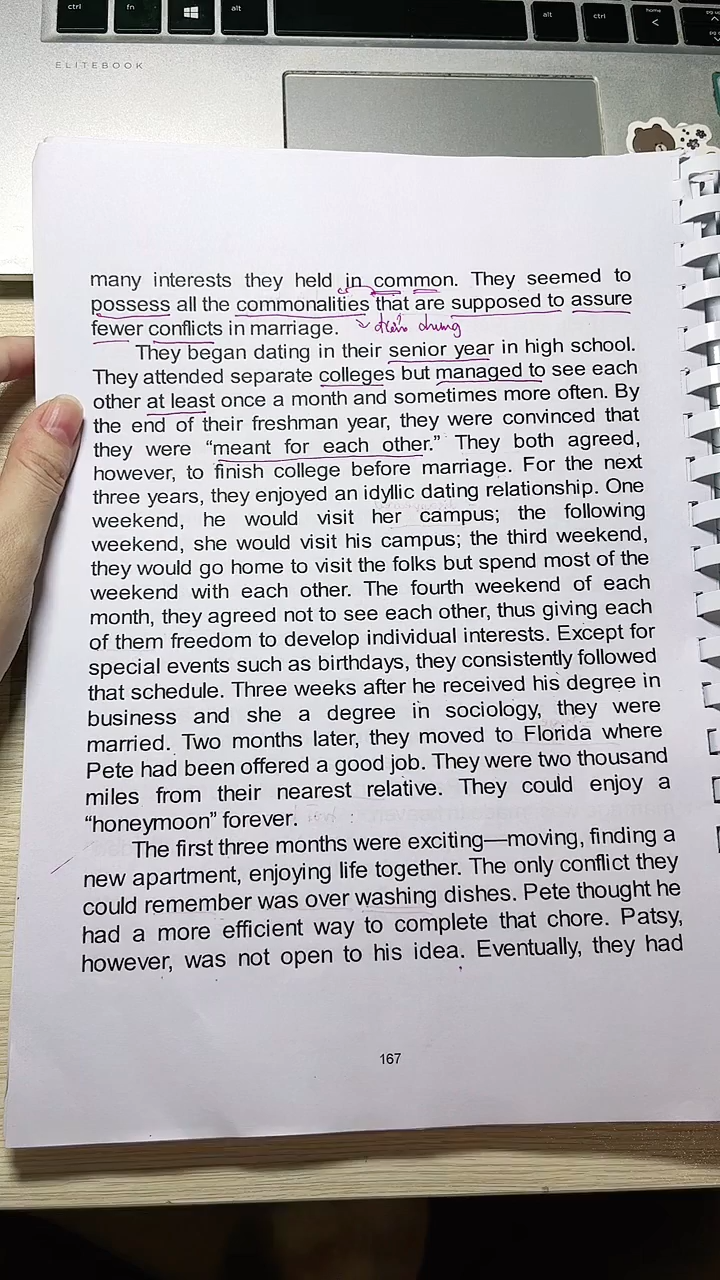 ctrl fn alt alt ctrl home
ELITEBOOK
many interests they held in common. They seemed to
possess all the commonalities that are supposed to assure
fewer conflicts in marriage. điểm chung
They began dating in their senior year in high school.
They attended separate colleges but managed to see each
other at least once a month and sometimes more often. By
the end of their freshman year, they were convinced that
they were “meant for each other.” They both agreed,
however, to finish college before marriage. For the next
three years, they enjoyed an idyllic dating relationship. One
weekend, he would visit her campus; the following
weekend, she would visit his campus; the third weekend,
they would go home to visit the folks but spend most of the
weekend with each other. The fourth weekend of each
month, they agreed not to see each other, thus giving each
of them freedom to develop individual interests. Except for
special events such as birthdays, they consistently followed
that schedule. Three weeks after he received his degree in
business and she a degree in sociology, they were
married. Two months later, they moved to Florida where
Pete had been offered a good job. They were two thousand
miles from their nearest relative. They could enjoy a
“honeymoon” forever.
The first three months were exciting—moving, finding a
new apartment, enjoying life together. The only conflict they
could remember was over washing dishes. Pete thought he
had a more efficient way to complete that chore. Patsy,
however, was not open to his idea. Eventually, they had
167